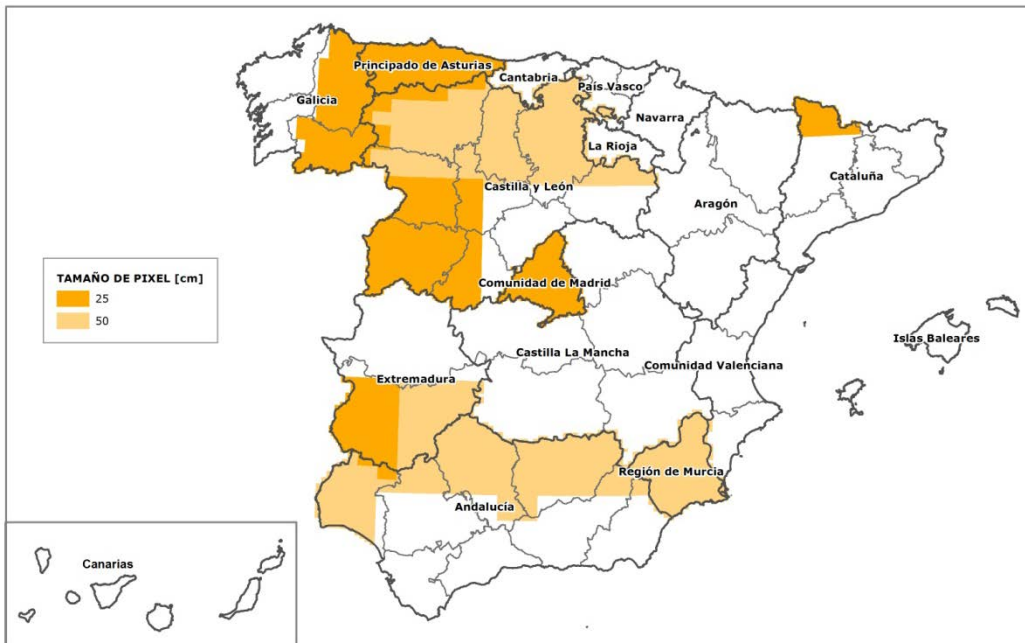 Principado de Asturias
Cantabria
País Vasco
Galicia
Navarra
La Rioja
Cataluña
Castilla y León
Aragón
TAMAÑO DE PIXEL [cm]
25
50
Comunidad de Madrid
Islas Baleares
Castilla La Mancha
Comunidad Valenciana
Extremadura
Región de Murcia
Andalucía
Canarias